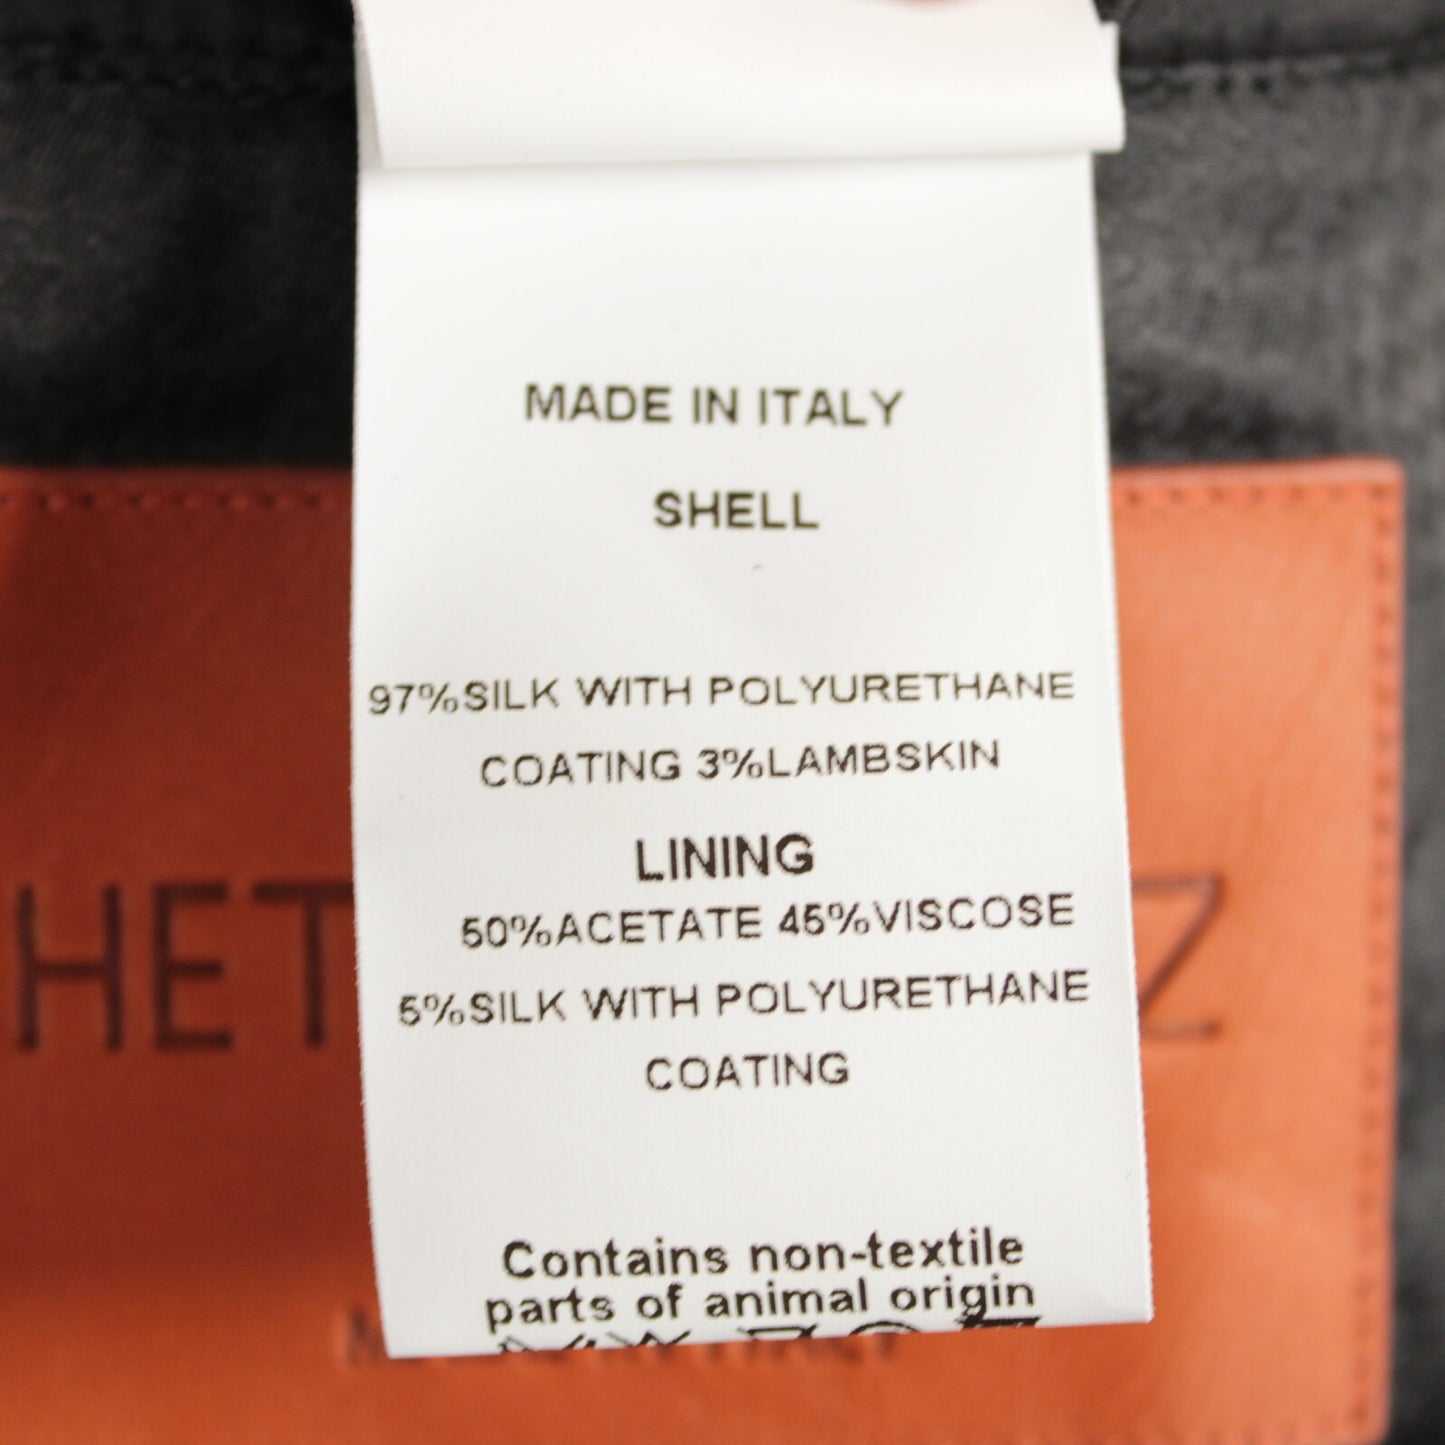 MADE IN ITALY
SHELL
97%SILK WITH POLYURETHANE
COATING 3%LAMBSKIN
LINING
50%ACETATE 45%VISCOSE
5%SILK WITH POLYURETHANE
COATING
Contains non-textile
parts of animal origin